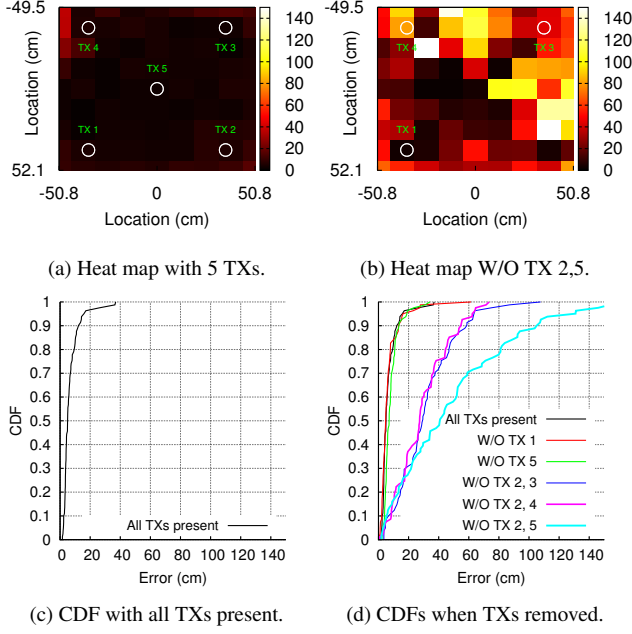 -49.5
Location (cm)
52.1
-50.8
0
50.8
Location (cm)
TX 4
TX 3
TX 5
TX 1
TX 2
140
120
100
80
60
40
20
0
(a) Heat map with 5 TXs.
-49.5
Location (cm)
52.1
-50.8
0
50.8
Location (cm)
TX 4
TX 3
TX 1
140
120
100
80
60
40
20
0
(b) Heat map W/O TX 2,5.
1
0.9
0.8
0.7
0.6
0.5
0.4
0.3
0.2
0.1
0
CDF
All TXs present
0 20 40 60 80 100 120 140
Error (cm)
(c) CDF with all TXs present.
1
0.9
0.8
0.7
0.6
0.5
0.4
0.3
0.2
0.1
0
CDF
All TXs present
W/O TX 1
W/O TX 5
W/O TX 2, 3
W/O TX 2, 4
W/O TX 2, 5
0 20 40 60 80 100 120 140
Error (cm)
(d) CDFs when TXs removed.